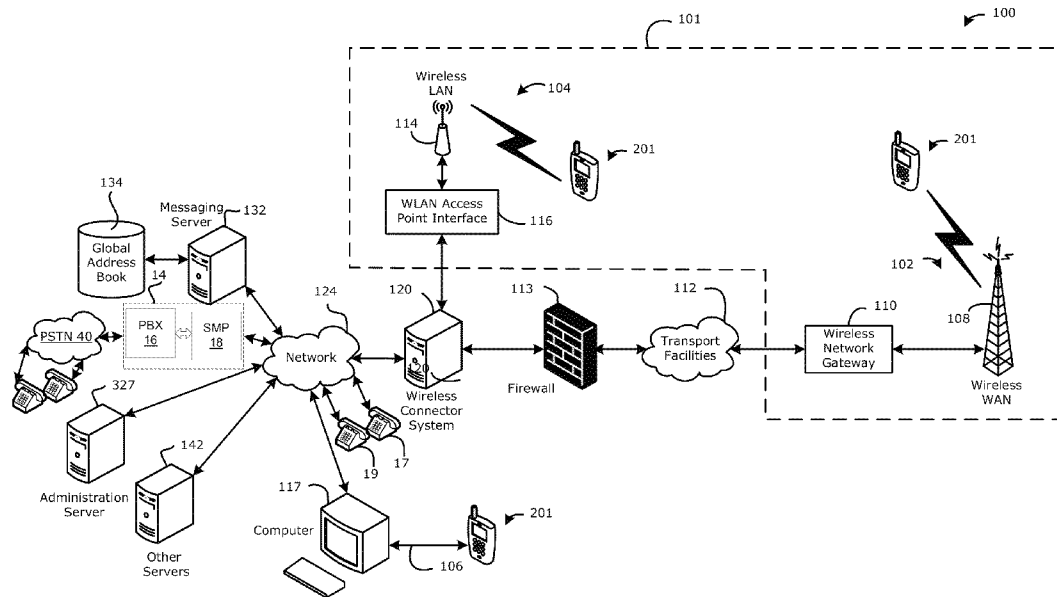 101
100
Wireless
LAN
104
114
201
201
134
Messaging
Server
132
WLAN Access
Point Interface
116
Global
Address
Book
14
102
124
120
113
112
110
108
PSTN 40
PBX
16
SMP
18
Network
Transport
Facilities
Wireless
Network
Gateway
Firewall
Wireless
WAN
327
Wireless
Connector
System
142
17
19
117
Administration
Server
201
Computer
Other
Servers
106